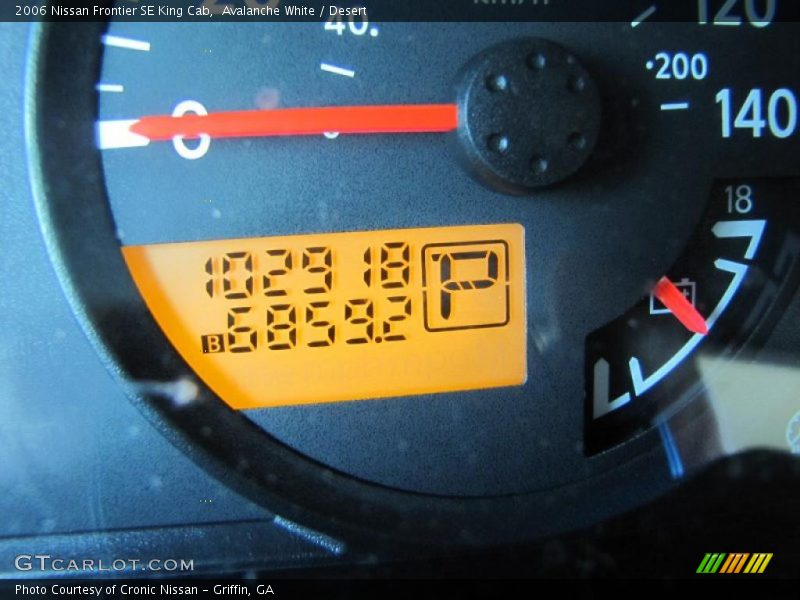 2006 Nissan Frontier SE King Cab,  Avalanche White / Desert
km/h
120
40.
·200
140
0
18
102918
P
B 6859.2
GTCARLOT.COM
Photo Courtesy of Cronic Nissan – Griffin, GA